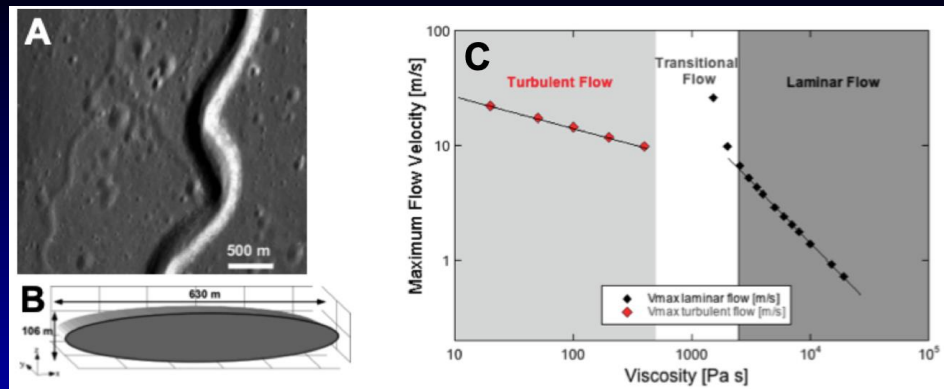 A
500 m
B
630 m
106 m
z
y
x
C
Maximum Flow Velocity [m/s]
100
10
1
Turbulent Flow
Transitional
Flow
Laminar Flow
Vmax laminar flow [m/s]
Vmax turbulent flow [m/s]
10
100
1000
10⁴
10⁵
Viscosity [Pa s]